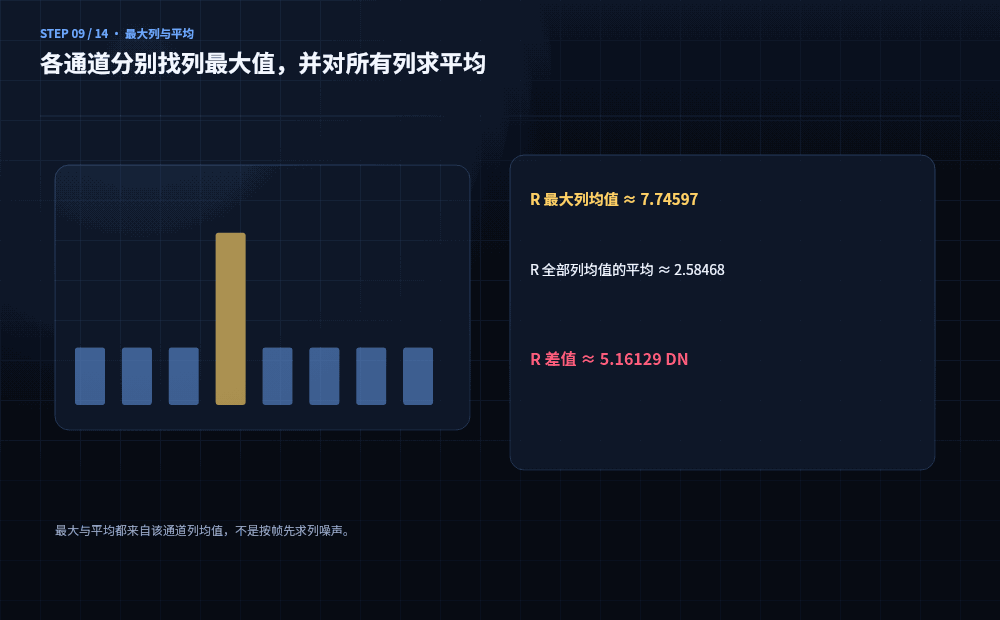 STEP 09 / 14 · 最大列与平均
各通道分别找列最大值，并对所有列求平均
R 最大列均值 ≈ 7.74597
R 全部列均值的平均 ≈ 2.58468
R 差值 ≈ 5.16129 DN
最大与平均都来自该通道列均值，不是按帧先求列噪声。